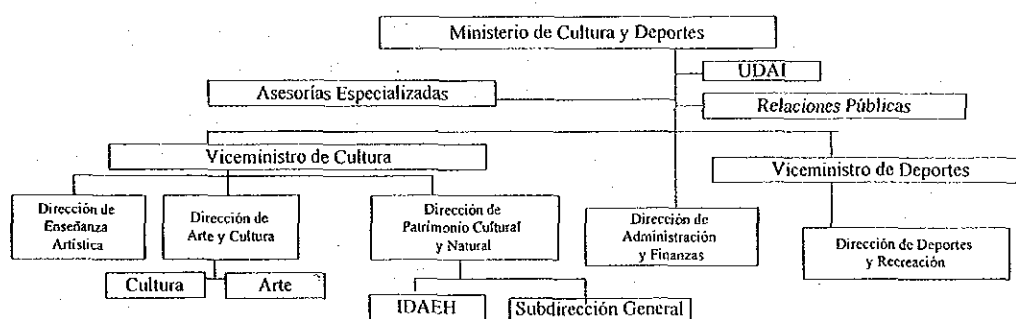 Ministerio de Cultura y Deportes
UDAI
Asesorías Especializadas
Relaciones Públicas
Viceministro de Cultura
Viceministro de Deportes
Dirección de
Enseñanza
Artística
Dirección de
Arte y Cultura
Dirección de
Patrimonio Cultural
y Natural
Dirección de
Administración
y Finanzas
Dirección de Deportes
y Recreación
Cultura
Arte
IDAEH
Subdirección General